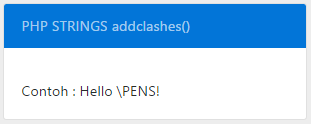 PHP STRINGS addclashes()
Contoh : Hello \PENS!